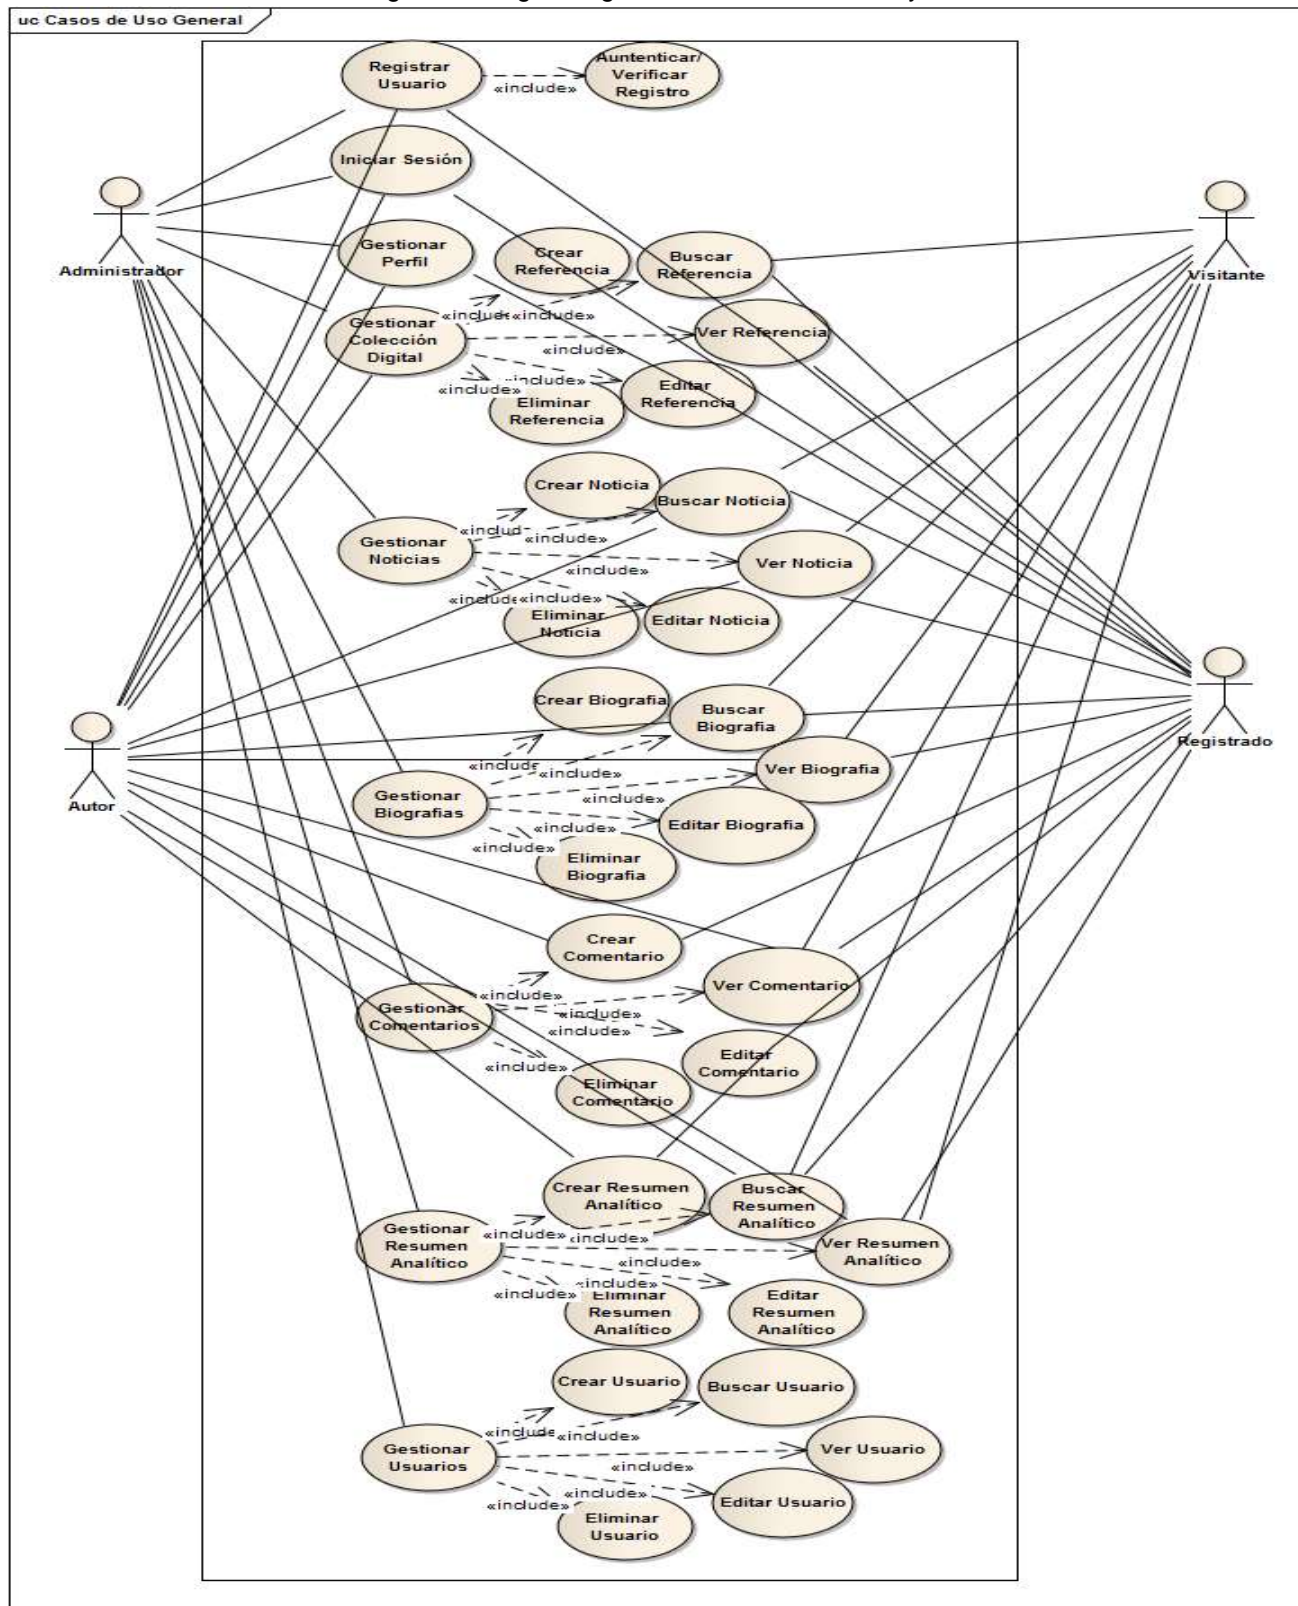 uc Casos de Uso General
Registrar
Usuario
«include»
Auntenticar/
Verificar
Registro
Iniciar Sesión
Administrador
Visitante
Gestionar
Perfil
Crear
Referencia
Buscar
Referencia
«include»
«include»
Gestionar
Colección
Digital
Ver Referencia
«include»
«include»
«include»
Editar
Referencia
Eliminar
Referencia
Crear Noticia
Buscar Noticia
«include»
«include»
Gestionar
Noticias
Ver Noticia
«include»
«include»
«include»
Eliminar
Noticia
Editar Noticia
Crear Biografia
Buscar
Biografia
Autor
Registrado
«include»
«include»
Ver Biografia
Gestionar
Biografias
«include»
«include»
«include»
Editar Biografia
Eliminar
Biografia
Crear
Comentario
Ver Comentario
«include»
«include»
Gestionar
Comentarios
«include»
«include»
Editar
Comentario
Eliminar
Comentario
Crear Resumen
Analítico
Buscar
Resumen
Analítico
«include»
«include»
Gestionar
Resumen
Analítico
Ver Resumen
Analítico
«include»
«include»
«include»
Eliminar
Resumen
Analítico
Editar
Resumen
Analítico
Crear Usuario
Buscar Usuario
«include»
«include»
Gestionar
Usuarios
Ver Usuario
«include»
«include»
«include»
Editar Usuario
Eliminar
Usuario